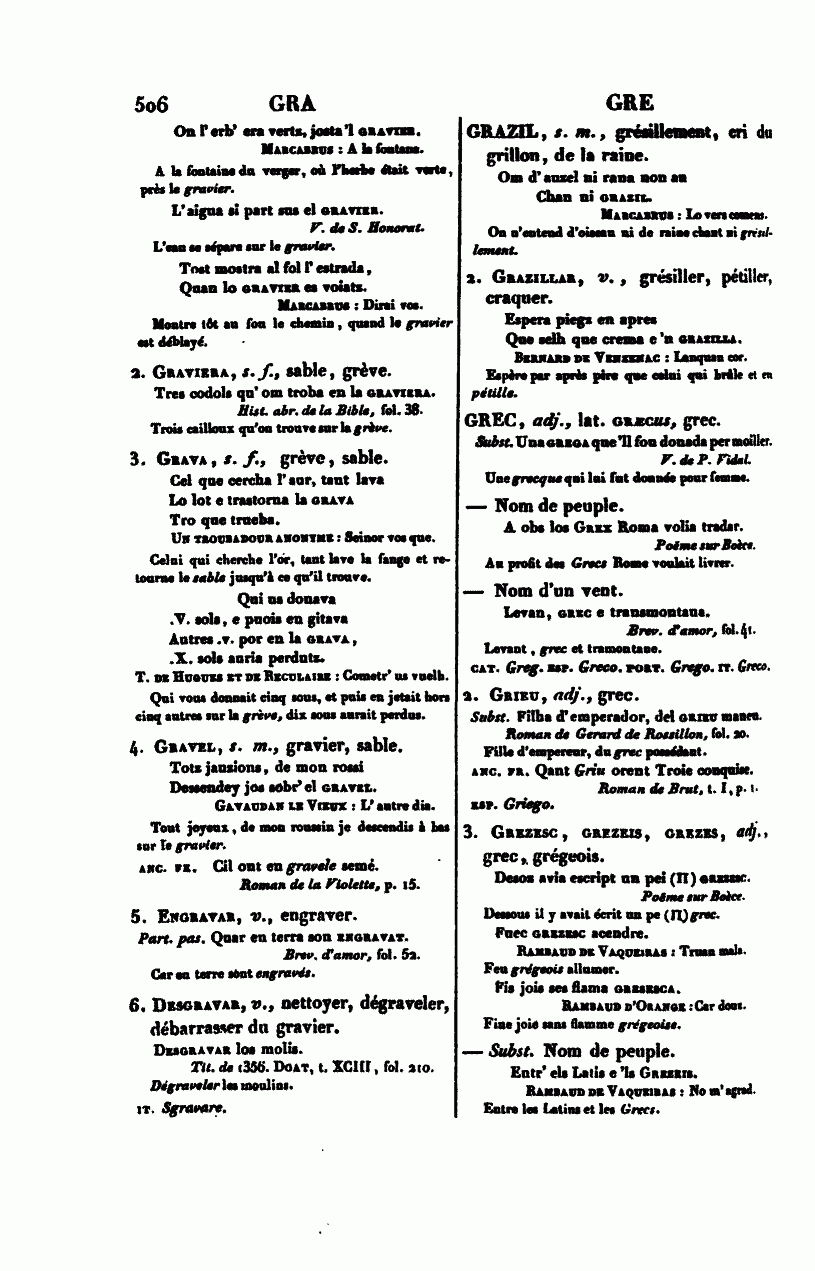 506 GRA GRE
On l'erb' era vertz, josta'l GRAVIER.
MARCABRUS : A la fontana.
A la fontaine du verger, où l'herbe était verte,
près le gravier.
L'aigua si part sus el GRAVIER.
V. de S. Honorat.
L'eau se sépara sur le gravier.
Tost mostra al fol l'estrada,
Quan lo GRAVIER es voiatz.
MARCABRUS : Dirai vos.
Montre tôt au fou le chemin, quand le gravier
est déblayé.
2. GRAVIERA, s. f., sable, grève.
Tres codols qu'om troba en la GRAVIERA.
Hist. abr. de la Bible, fol. 38.
Trois cailloux qu'on trouve sur la grève.
3. GRAVA, s. f., grève, sable.
Cel que cercha l'aur, tant lava
Lo lot e trastorna la GRAVA
Tro que trueba.
UN TROUBADOUR ANONYME : Seinor vos que.
Celui qui cherche l'or, tant lave la fange et re-
tourne le sable jusqu'à ce qu'il trouve.
Qui us donava
.V. sols, e puois en gitava
Autres .v. por en la GRAVA,
.X. sols auria perdutz.
T. DE HUGUES ET DE RECULAIRE : Cometr' us vuelh.
Qui vous donnait cinq sous, et puis en jetait hors
cinq autres sur la grève, dix sous aurait perdus.
4. GRAVEL, s. m., gravier, sable.
Totz jauzions, de mon rossi
Dessendey jos sobr' el GRAVEL.
GAVAUDAN LE VIEUX : L'autre dia.
Tout joyeux, de mon roussin je descendis à bas
sur le gravier.
ANC. FR. Cil ont en gravele semé.
Roman de la Violette, p. 15.
5. ENGRAVAR, v., engraver.
Part. pas. Quar en terra son ENGRAVAT.
Brev. d'amor, fol. 52.
Car en terre sont engravés.
6. DESGRAVAR, v., nettoyer, dégraveler,
débarrasser du gravier.
DESGRAVAR los molis.
Tit. de 1356. DOAT, t. XCIII, fol. 210.
Dégraveler les moulins.
IT. Sgravare.
GRAZIL, s. m., grésillement, cri du
grillon, de la raine.
Om d'auzel ni rana non au
Chan ni GRAZIL.
MARCABRUS : Lo vers comens.
On n'entend d'oiseau ni de raine chant ni grésil-
lement.
2. GRAZILLAR, v., grésiller, pétiller,
craquer.
Espera piegz en apres
Que selh que crema e 'n GRAZILLA.
BERNARD DE VENZENAC : Lanquan cor.
Espère par après pire que celui qui brûle et en
pétille.
GREC, adj., lat. GRÆCUS, grec.
Subst. Una GREGA que'll fon donada per moiller.
V. de P. Vidal.
Une grecque qui lui fut donnée pour femme.
— Nom de peuple.
A obs los GREX Roma volia tradar.
Poëme sur Boèce.
Au profit des Grecs Rome voulait livrer.
— Nom d'un vent.
Levan, GREC e transmontana.
Brev. d'amor, fol. 41.
Levant, grec et tramontane.
CAT. Greg. ESP. Greco. PORT. Grego. IT. Greco.
2. GRIEU, adj., grec.
Subst. Filha d'emperador, del GRIEU manen.
Roman de Gerard de Rossillon, fol. 20.
Fille d'empereur, du grec possédant.
ANC. FR. Qant Griu orent Troie conquise.
Roman de Brut, t. I, p. 1.
ESP. Griego.
3. GREZESC, GREZEIS, GREZES, adj.,
grec, grégeois.
Desos avia escript un pei (Π) GREZESC.
Poëme sur Boèce.
Dessous il y avait écrit un pe (Π) grec.
Fuec GREZESC acendre.
RAMBAUD DE VAQUEIRAS : Truan mala.
Feu grégeois allumer.
Fis jois ses flama GREZESCA.
RAMBAUD D'ORANGE : Car dous.
Fine joie sans flamme grégeoise.
— Subst. Nom de peuple.
Entr' els Latis e 'ls GREZEIS.
RAMBAUD DE VAQUEIRAS : No m'agrad.
Entre les Latins et les Grecs.